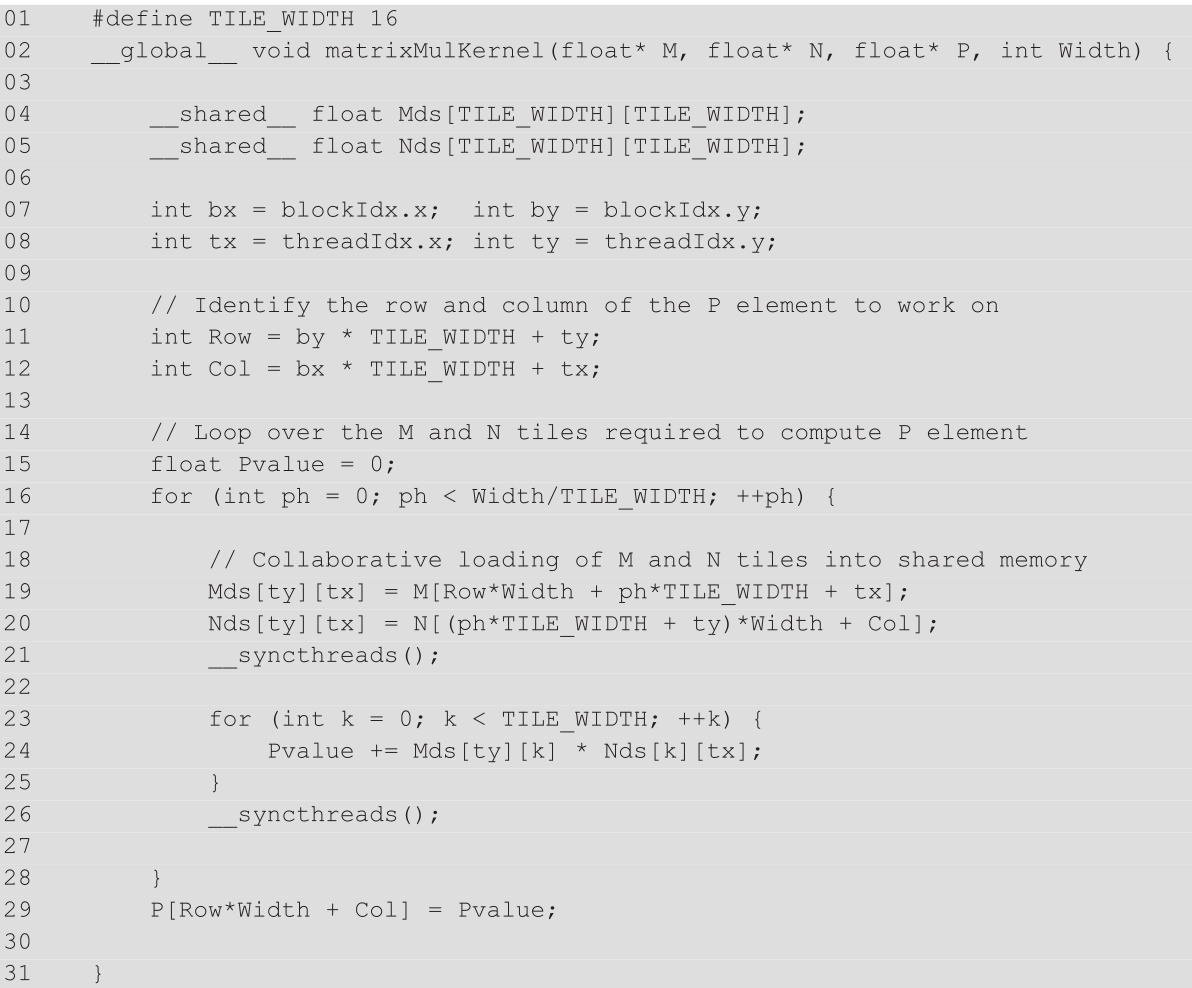 01 #define TILE_WIDTH 16
02 __global__ void matrixMulKernel(float* M, float* N, float* P, int Width) {
03
04     __shared__ float Mds[TILE_WIDTH][TILE_WIDTH];
05     __shared__ float Nds[TILE_WIDTH][TILE_WIDTH];
06
07     int bx = blockIdx.x;  int by = blockIdx.y;
08     int tx = threadIdx.x; int ty = threadIdx.y;
09
10     // Identify the row and column of the P element to work on
11     int Row = by * TILE_WIDTH + ty;
12     int Col = bx * TILE_WIDTH + tx;
13
14     // Loop over the M and N tiles required to compute P element
15     float Pvalue = 0;
16     for (int ph = 0; ph < Width/TILE_WIDTH; ++ph) {
17
18         // Collaborative loading of M and N tiles into shared memory
19         Mds[ty][tx] = M[Row*Width + ph*TILE_WIDTH + tx];
20         Nds[ty][tx] = N[(ph*TILE_WIDTH + ty)*Width + Col];
21         __syncthreads();
22
23         for (int k = 0; k < TILE_WIDTH; ++k) {
24             Pvalue += Mds[ty][k] * Nds[k][tx];
25         }
26         __syncthreads();
27
28     }
29     P[Row*Width + Col] = Pvalue;
30
31 }